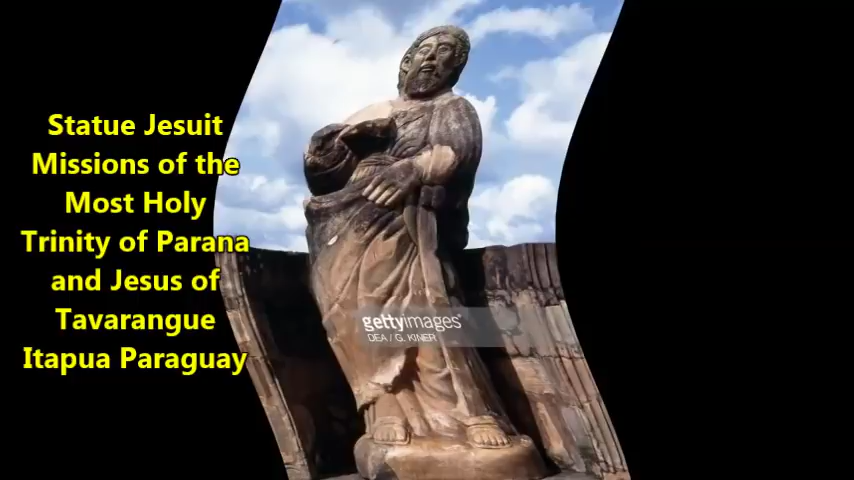 Statue Jesuit
Missions of the
Most Holy
Trinity of Parana
and Jesus of
Tavarangue
Itapua Paraguay
gettyimages®
DEA / G. KINER